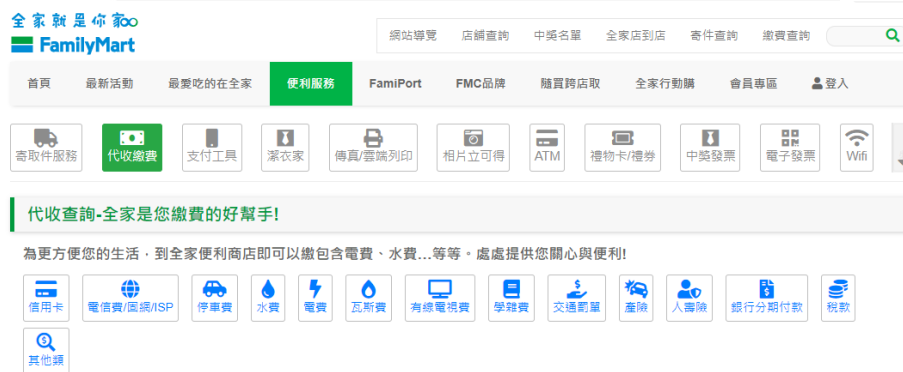 全家就是你家
FamilyMart
網站導覽 店舖查詢 中獎名單 全家店到店 寄件查詢 繳費查詢
首頁 最新活動 最愛吃的在全家 便利服務 FamiPort FMC品牌 隨買跨店取 全家行動購 會員專區 登入
寄取件服務 代收繳費 支付工具 潔衣家 傳真/雲端列印 相片立可得 ATM 禮物卡/禮券 中獎發票 電子發票 Wifi
代收查詢-全家是您繳費的好幫手!
為更方便您的生活，到全家便利商店即可以繳包含電費、水費...等等。處處提供您關心與便利!
信用卡 電信費/固網/ISP 停車費 水費 電費 瓦斯費 有線電視費 學雜費 交通罰單 產險 人壽險 銀行分期付款 稅款
其他類